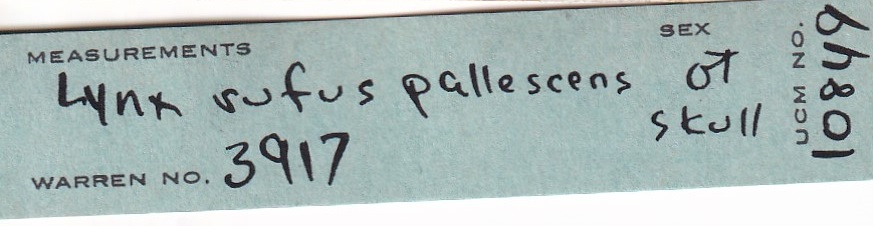 MEASUREMENTS
SEX
Lynx rufus pallescens ♂
skull
WARREN NO. 3917
UCM NO. 10849